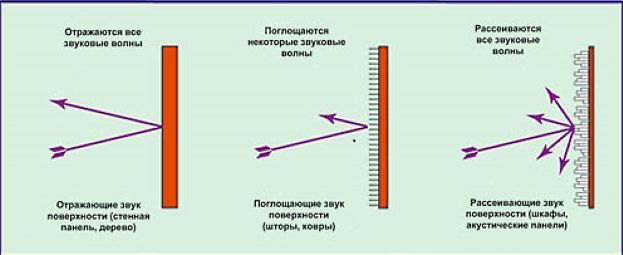 Отражаются все
звуковые волны
Поглощаются
некоторые звуковые
волны
Рассеиваются
все звуковые
волны
Отражающие звук
поверхности (стенная
панель, дерево)
Поглощающие звук
поверхности
(шторы, ковры)
Рассеивающие звук
поверхности (шкафы,
акустические панели)